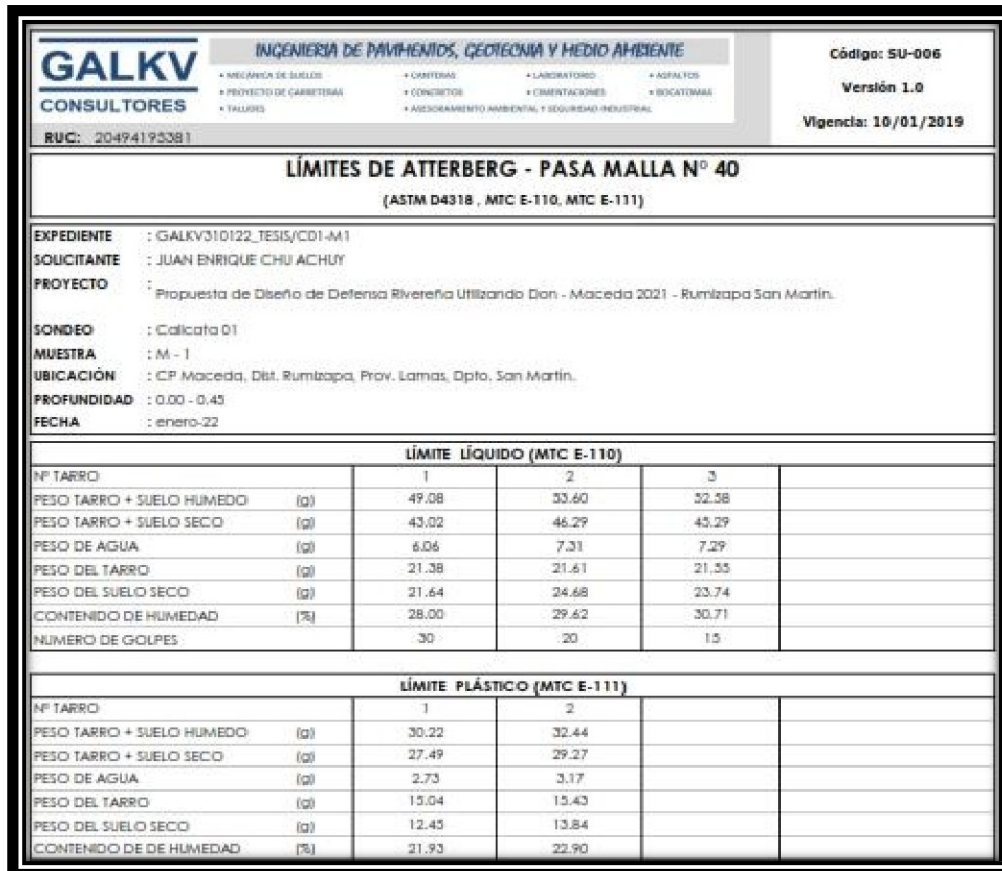 GALKV
CONSULTORES
RUC: 20494195381
INGENIERIA DE PAVIMENTOS, GEOTECNIA Y MEDIO AMBIENTE
• MECANICA DE SUELOS • CANTERAS • LABORATORIO • ASFALTOS
• PROYECTO DE CARRETERAS • CONCRETOS • CIMENTACIONES • BOCATOMAS
• TALUDES • ASESORAMIENTO AMBIENTAL Y SEGURIDAD INDUSTRIAL
Código: SU-006
Versión 1.0
Vigencia: 10/01/2019
LÍMITES DE ATTERBERG - PASA MALLA Nº 40
(ASTM D4318 , MTC E-110, MTC E-111)
EXPEDIENTE : GALKV310122_TESIS/C01-M1
SOLICITANTE : JUAN ENRIQUE CHU ACHUY
PROYECTO : Propuesta de Diseño de Defensa Rivereña Utilizando Don - Maceda 2021 - Rumizapa San Martín.
SONDEO : Calicata 01
MUESTRA : M - 1
UBICACIÓN : CP Maceda, Dist. Rumizapa, Prov. Lamas, Dpto. San Martín.
PROFUNDIDAD : 0.00 - 0.45
FECHA : enero-22
LÍMITE LÍQUIDO (MTC E-110)
Nº TARRO 1 2 3
PESO TARRO + SUELO HUMEDO (g) 49.08 53.60 52.58
PESO TARRO + SUELO SECO (g) 43.02 46.29 45.29
PESO DE AGUA (g) 6.06 7.31 7.29
PESO DEL TARRO (g) 21.38 21.61 21.55
PESO DEL SUELO SECO (g) 21.64 24.68 23.74
CONTENIDO DE HUMEDAD (%) 28.00 29.62 30.71
NUMERO DE GOLPES 30 20 15
LÍMITE PLÁSTICO (MTC E-111)
Nº TARRO 1 2
PESO TARRO + SUELO HUMEDO (g) 30.22 32.44
PESO TARRO + SUELO SECO (g) 27.49 29.27
PESO DE AGUA (g) 2.73 3.17
PESO DEL TARRO (g) 15.04 15.43
PESO DEL SUELO SECO (g) 12.45 13.84
CONTENIDO DE DE HUMEDAD (%) 21.93 22.90